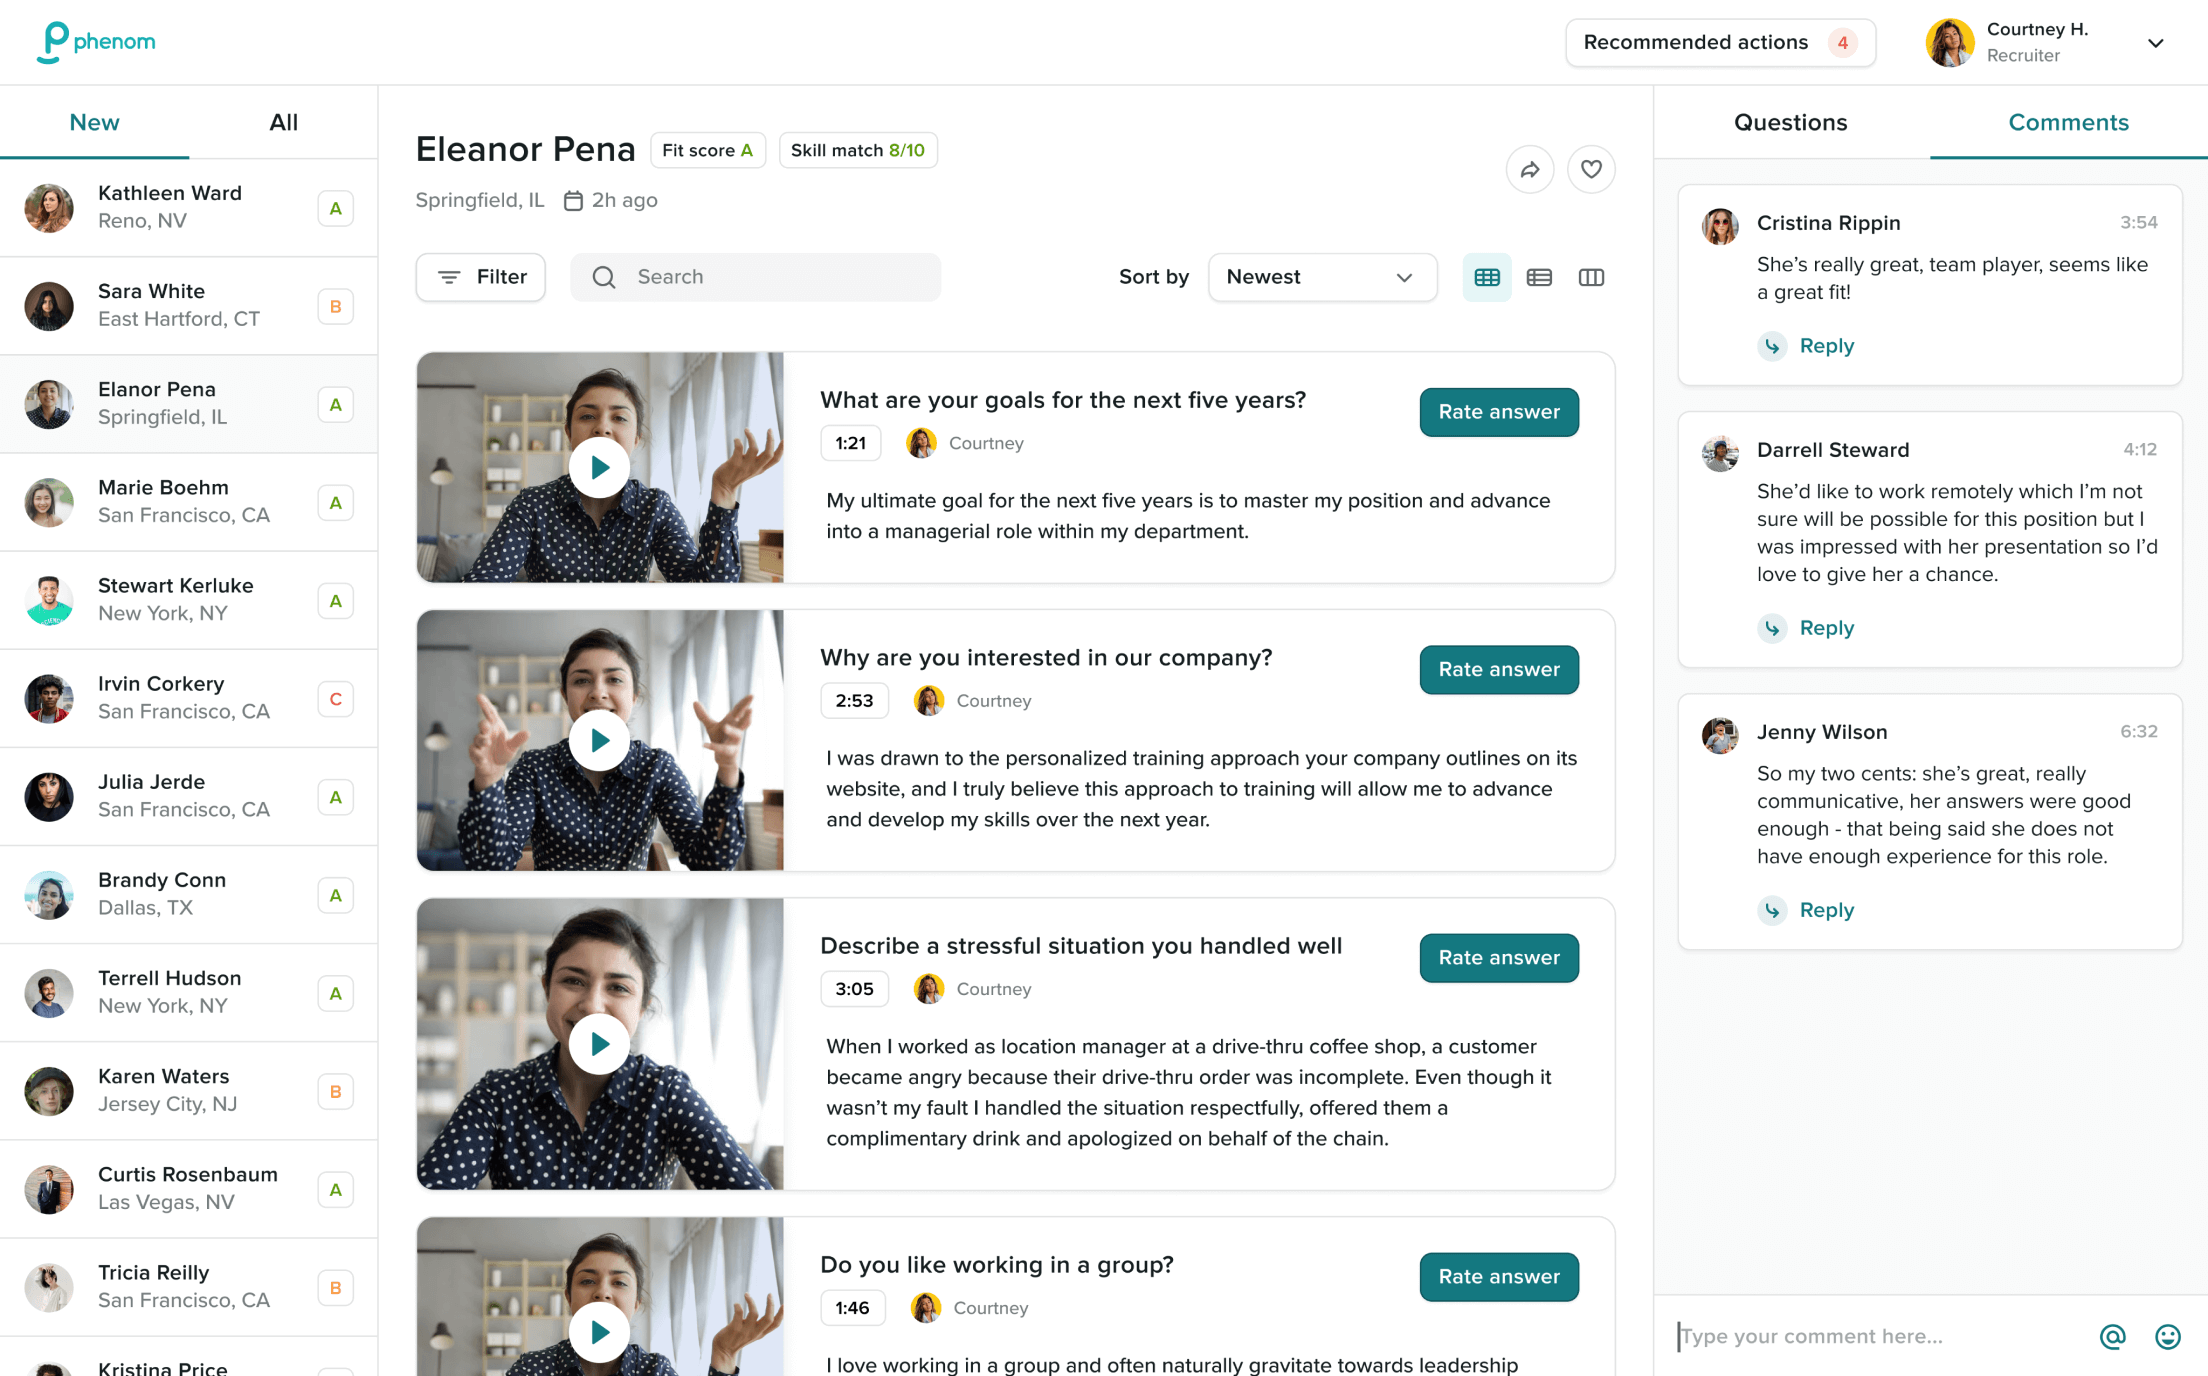 phenom
Recommended actions 4
Courtney H.
Recruiter
New All
Kathleen Ward
Reno, NV
A
Sara White
East Hartford, CT
B
Elanor Pena
Springfield, IL
A
Marie Boehm
San Francisco, CA
A
Stewart Kerluke
New York, NY
A
Irvin Corkery
San Francisco, CA
C
Julia Jerde
San Francisco, CA
A
Brandy Conn
Dallas, TX
A
Terrell Hudson
New York, NY
A
Karen Waters
Jersey City, NJ
B
Curtis Rosenbaum
Las Vegas, NV
A
Tricia Reilly
San Francisco, CA
B
Kristina Price
Eleanor Pena Fit score A Skill match 8/10
Springfield, IL 2h ago
Filter Search Sort by Newest
What are your goals for the next five years?
Rate answer
1:21 Courtney
My ultimate goal for the next five years is to master my position and advance
into a managerial role within my department.
Why are you interested in our company?
Rate answer
2:53 Courtney
I was drawn to the personalized training approach your company outlines on its
website, and I truly believe this approach to training will allow me to advance
and develop my skills over the next year.
Describe a stressful situation you handled well
Rate answer
3:05 Courtney
When I worked as location manager at a drive-thru coffee shop, a customer
became angry because their drive-thru order was incomplete. Even though it
wasn’t my fault I handled the situation respectfully, offered them a
complimentary drink and apologized on behalf of the chain.
Do you like working in a group?
Rate answer
1:46 Courtney
I love working in a group and often naturally gravitate towards leadership
Questions Comments
Cristina Rippin 3:54
She’s really great, team player, seems like
a great fit!
Reply
Darrell Steward 4:12
She’d like to work remotely which I’m not
sure will be possible for this position but I
was impressed with her presentation so I’d
love to give her a chance.
Reply
Jenny Wilson 6:32
So my two cents: she’s great, really
communicative, her answers were good
enough - that being said she does not
have enough experience for this role.
Reply
Type your comment here...